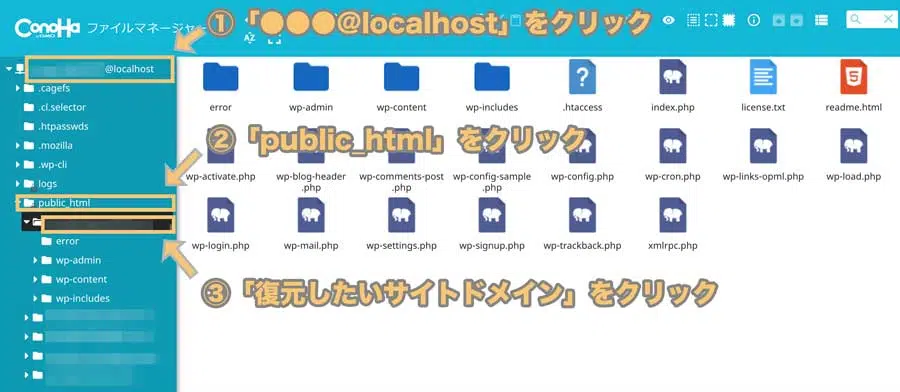 ConoHa ファイルマネージャー
by GMO
①「●●●@localhost」をクリック
@localhost
.cagefs
.cl.selector
.htpasswds
.mozilla
.wp-cli
logs
public_html
error
wp-admin
wp-content
wp-includes
error wp-admin wp-content wp-includes .htaccess index.php license.txt readme.html
②「public_html」をクリック
wp-activate.php wp-blog-header.php wp-comments-post.php wp-config-sample.php wp-config.php wp-cron.php wp-links-opml.php wp-load.php
wp-login.php wp-mail.php wp-settings.php wp-signup.php wp-trackback.php xmlrpc.php
③「復元したいサイトドメイン」をクリック